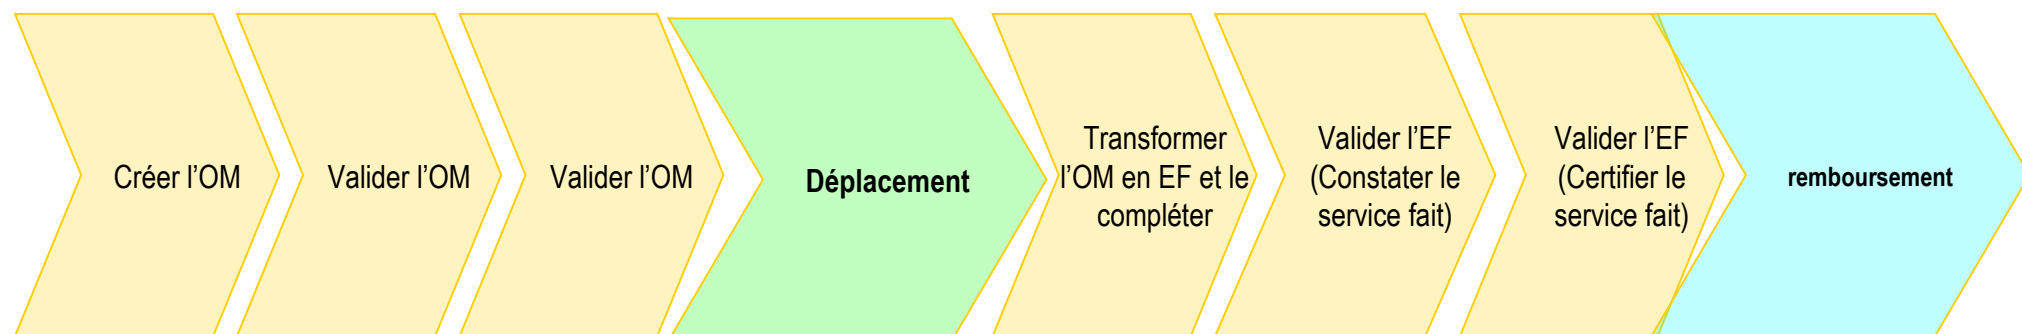 Créer l’OM
Valider l’OM
Valider l’OM
Déplacement
Transformer
l’OM en EF et le
compléter
Valider l’EF
(Constater le
service fait)
Valider l’EF
(Certifier le
service fait)
remboursement